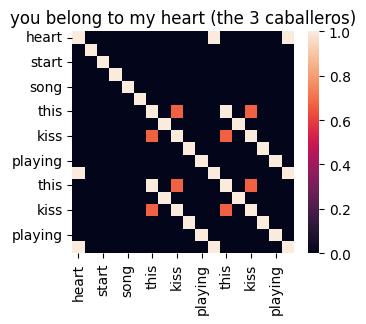 you belong to my heart (the 3 caballeros)
heart
start
song
this
kiss
playing
this
kiss
playing
1.0
0.8
0.6
0.4
0.2
0.0
heart
start
song
this
kiss
playing
this
kiss
playing